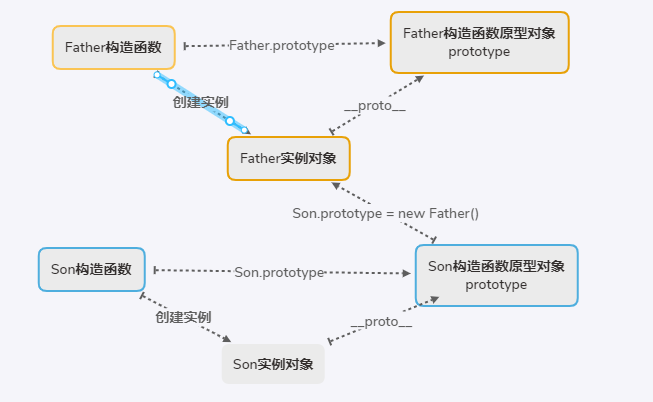 Father构造函数
Father.prototype
Father构造函数原型对象
prototype
创建实例
__proto__
Father实例对象
Son.prototype = new Father()
Son构造函数
Son.prototype
Son构造函数原型对象
prototype
创建实例
__proto__
Son实例对象